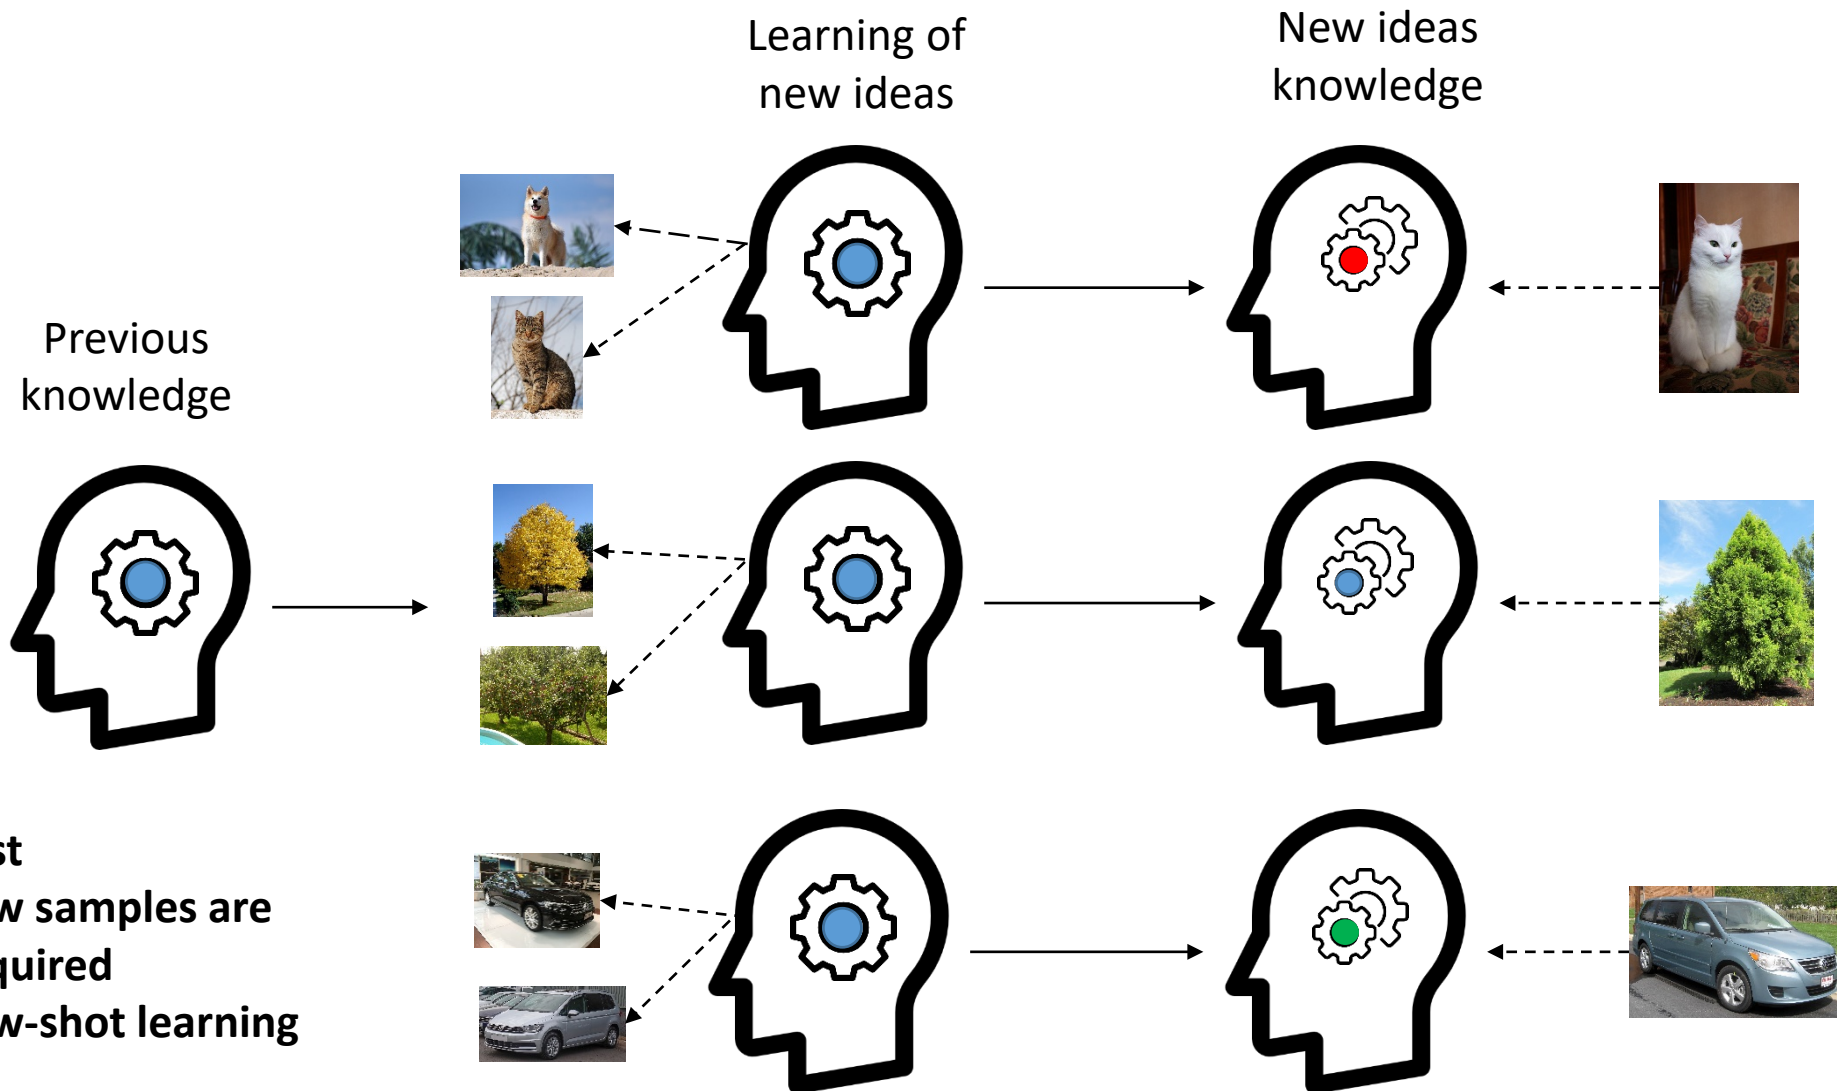 Learning of
new ideas
New ideas
knowledge
Previous
knowledge
st
w samples are
quired
w-shot learning